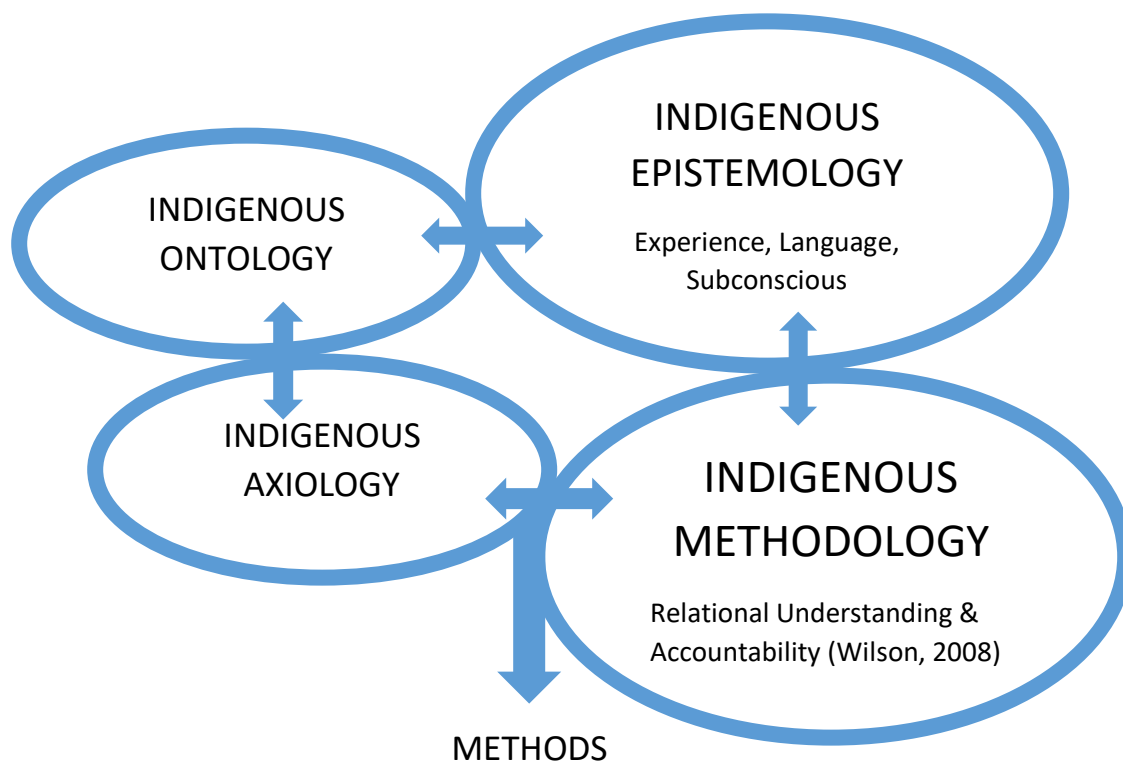 INDIGENOUS
ONTOLOGY
INDIGENOUS
EPISTEMOLOGY
Experience, Language,
Subconscious
INDIGENOUS
AXIOLOGY
INDIGENOUS
METHODOLOGY
Relational Understanding &
Accountability (Wilson, 2008)
METHODS